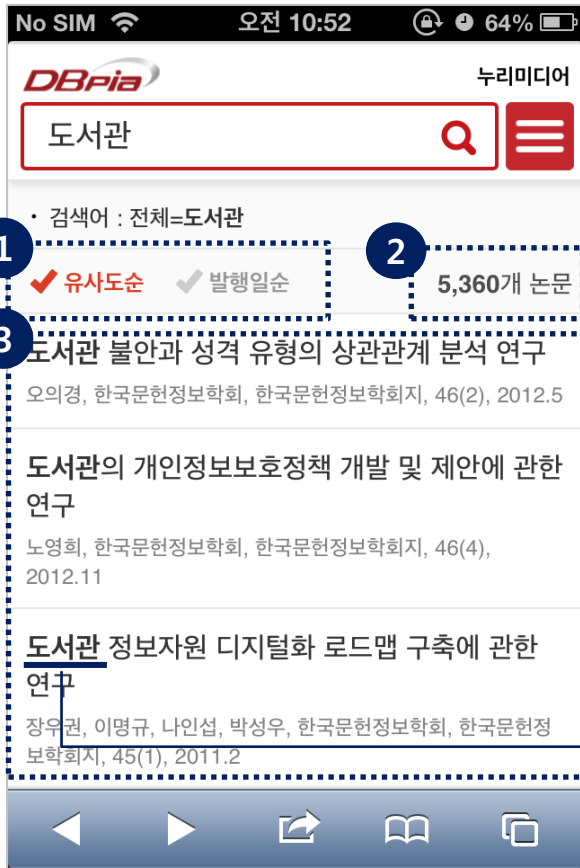 No SIM 오전 10:52 64%
DBpia 누리미디어
도서관
· 검색어 : 전체=도서관
1 2
유사도순 발행일순 5,360개 논문
3
도서관 불안과 성격 유형의 상관관계 분석 연구
오의경, 한국문헌정보학회, 한국문헌정보학회지, 46(2), 2012.5
도서관의 개인정보보호정책 개발 및 제안에 관한
연구
노영희, 한국문헌정보학회, 한국문헌정보학회지, 46(4),
2012.11
도서관 정보자원 디지털화 로드맵 구축에 관한
연구
장우권, 이명규, 나인섭, 박성우, 한국문헌정보학회, 한국문헌정
보학회지, 45(1), 2011.2